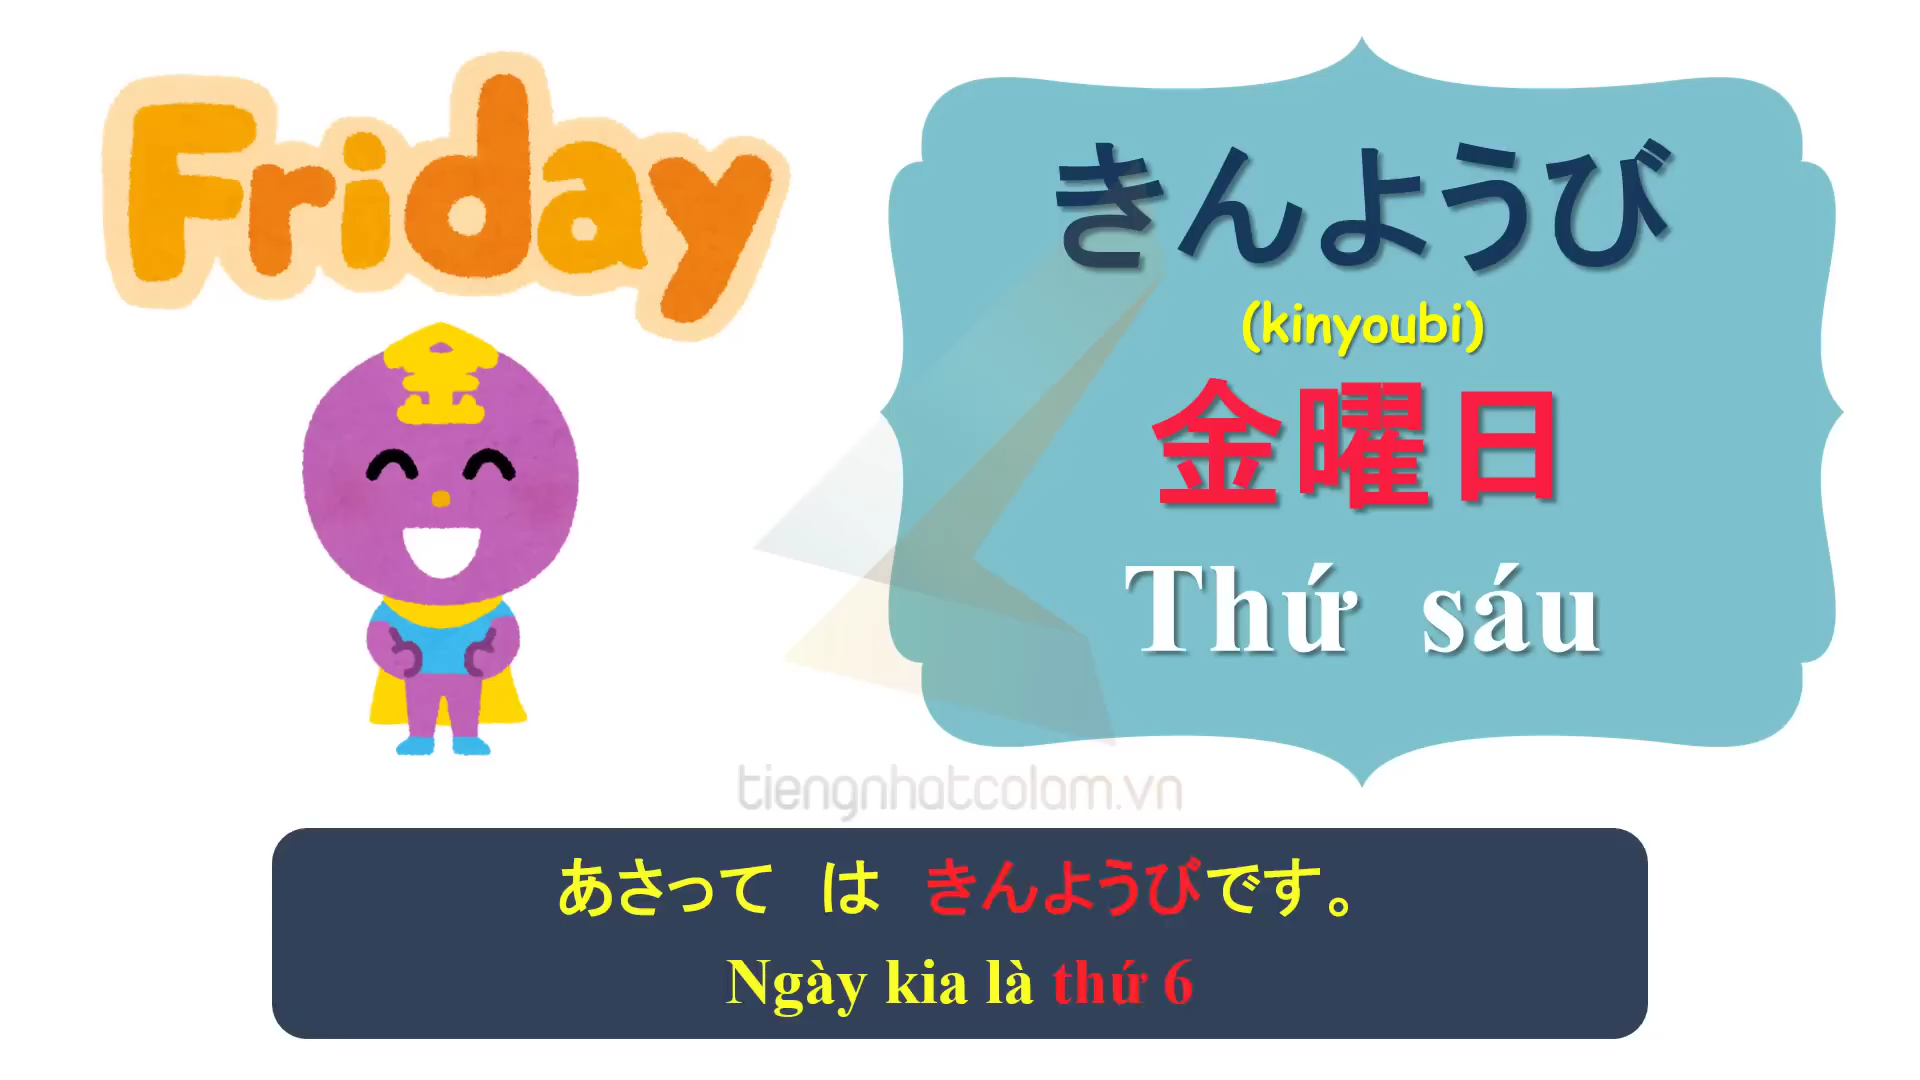 Friday
金
きんようび
(kinyoubi)
金曜日
Thứ sáu
tiengnhatcolam.vn
あさって は きんようびです。
Ngày kia là thứ 6